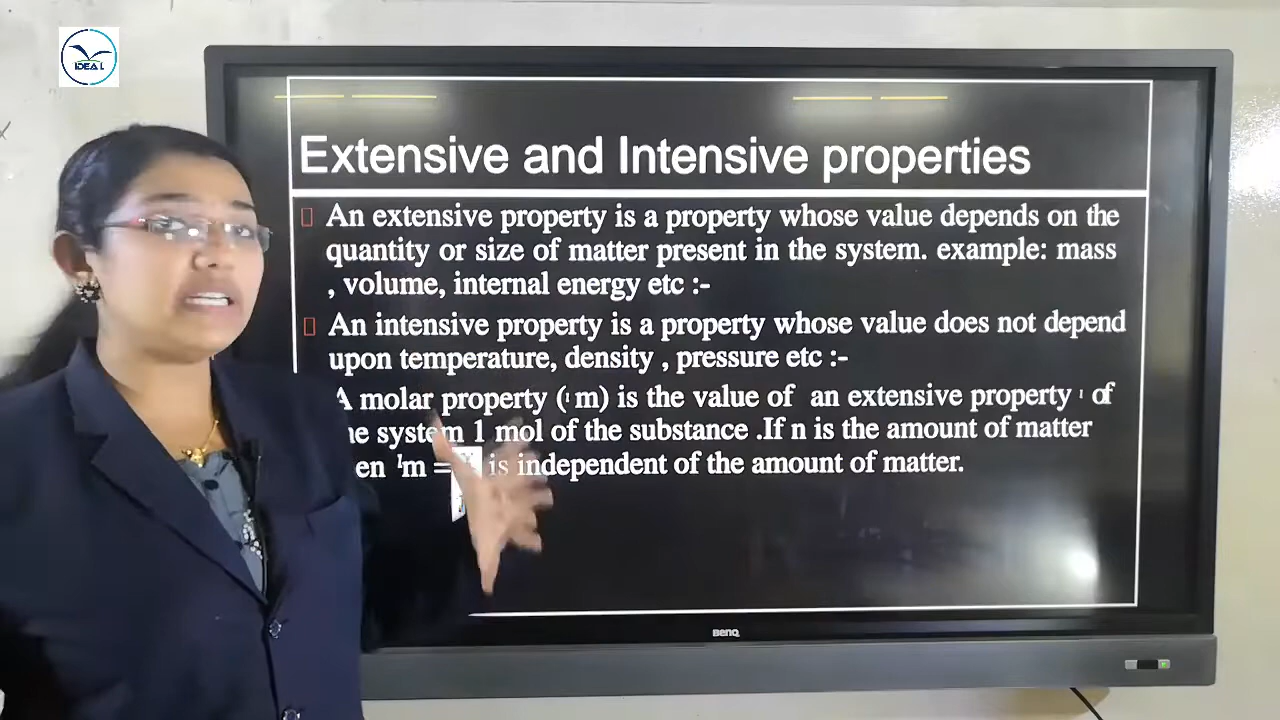 IDEAL
Extensive and Intensive properties
An extensive property is a property whose value depends on the
quantity or size of matter present in the system. example: mass
, volume, internal energy etc :-
An intensive property is a property whose value does not depend
upon temperature, density , pressure etc :-
A molar property ( m) is the value of an extensive property of
system 1 mol of the substance .If n is the amount of matter
m = is independent of the amount of matter.
BenQ